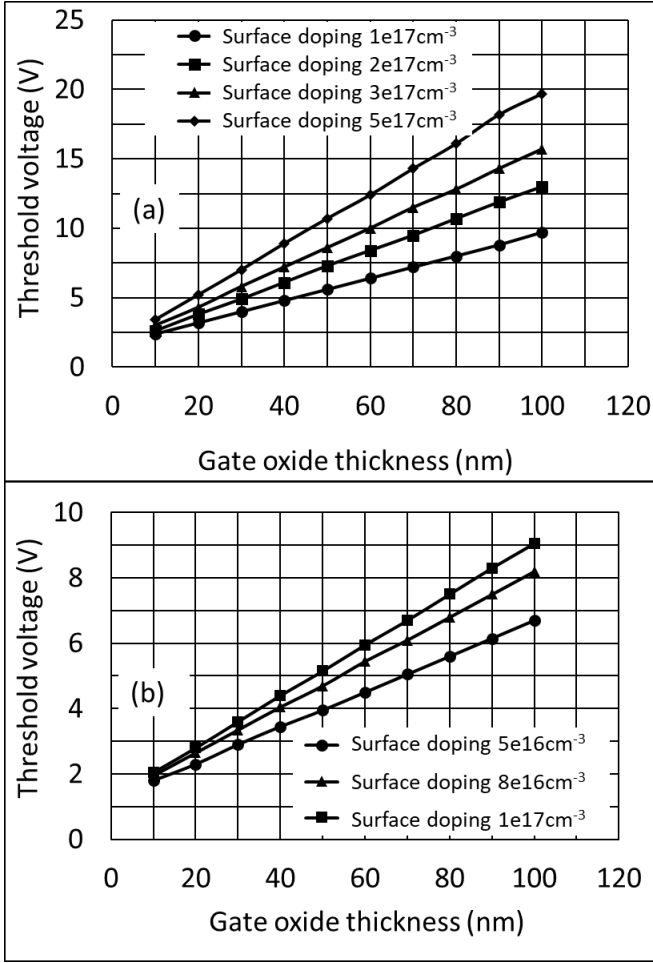 25
20
15
10
5
0
Threshold voltage (V)
Surface doping 1e17cm⁻³
Surface doping 2e17cm⁻³
Surface doping 3e17cm⁻³
Surface doping 5e17cm⁻³
(a)
0 20 40 60 80 100 120
Gate oxide thickness (nm)
10
8
6
4
2
0
Threshold voltage (V)
(b)
Surface doping 5e16cm⁻³
Surface doping 8e16cm⁻³
Surface doping 1e17cm⁻³
0 20 40 60 80 100 120
Gate oxide thickness (nm)